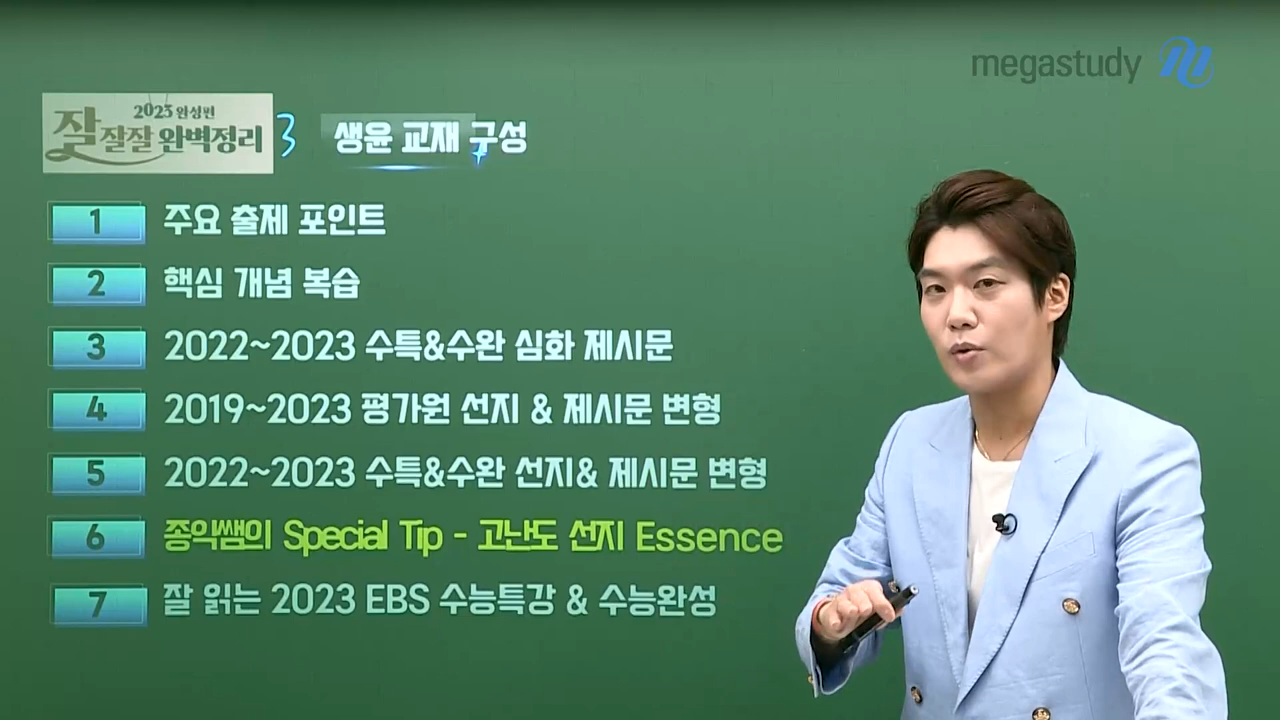 megastudy
2023 완성편
잘 잘잘 완벽정리 3
생윤 교재 구성
1 주요 출제 포인트
2 핵심 개념 복습
3 2022~2023 수특&수완 심화 제시문
4 2019~2023 평가원 선지 & 제시문 변형
5 2022~2023 수특&수완 선지& 제시문 변형
6 종익쌤의 Special Tip - 고난도 선지 Essence
7 잘 읽는 2023 EBS 수능특강 & 수능완성